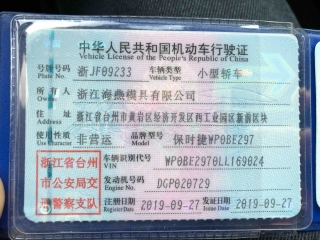 中华人民共和国机动车行驶证
Vehicle License of the People's Republic of China
号牌号码 浙JF09233 车辆类型 小型轿车
Plate No. Vehicle Type
所有人 浙江海燕模具有限公司
Owner
住址 浙江省台州市黄岩区经济开发区西工业园区新前区块
Address
使用性质 非营运 品牌型号 保时捷WP0BE297
Use Character Model
浙江省台州 车辆识别代号 WP0BE2970LL169024
市公安局交 VIN
警察支队 发动机号码 DGP020729
Engine No.
注册日期 2019-09-27 发证日期 2019-09-27
Register Date Issue Date